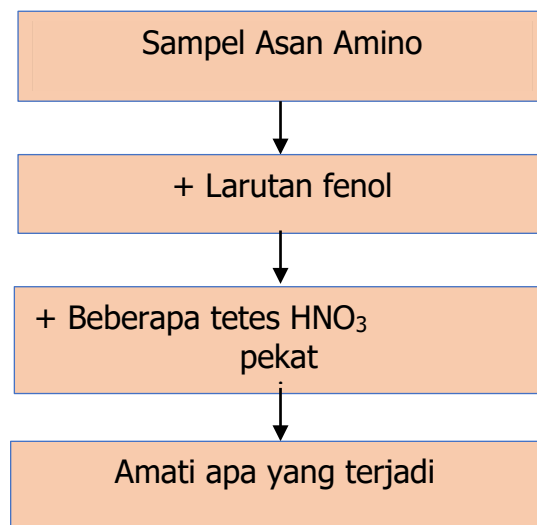 Sampel Asan Amino
+ Larutan fenol
+ Beberapa tetes HNO₃
pekat
.
Amati apa yang terjadi